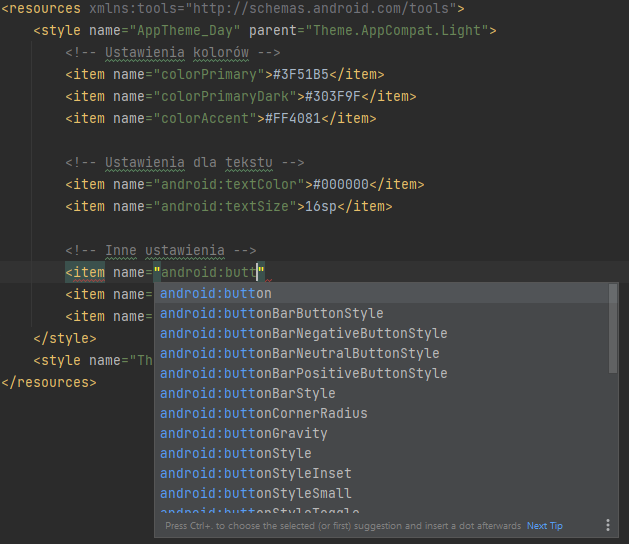 <resources xmlns:tools="http://schemas.android.com/tools">
<style name="AppTheme_Day" parent="Theme.AppCompat.Light">
<!-- Ustawienia kolorów -->
<item name="colorPrimary">#3F51B5</item>
<item name="colorPrimaryDark">#303F9F</item>
<item name="colorAccent">#FF4081</item>
<!-- Ustawienia dla tekstu -->
<item name="android:textColor">#000000</item>
<item name="android:textSize">16sp</item>
<!-- Inne ustawienia -->
<item name="android:butt"
<item name=
<item name=
</style>
<style name="Th
</resources>
android:button
android:buttonBarButtonStyle
android:buttonBarNegativeButtonStyle
android:buttonBarNeutralButtonStyle
android:buttonBarPositiveButtonStyle
android:buttonBarStyle
android:buttonCornerRadius
android:buttonGravity
android:buttonStyle
android:buttonStyleInset
android:buttonStyleSmall
android:buttonStyleToggle
Press Ctrl+. to choose the selected (or first) suggestion and insert a dot afterwards Next Tip